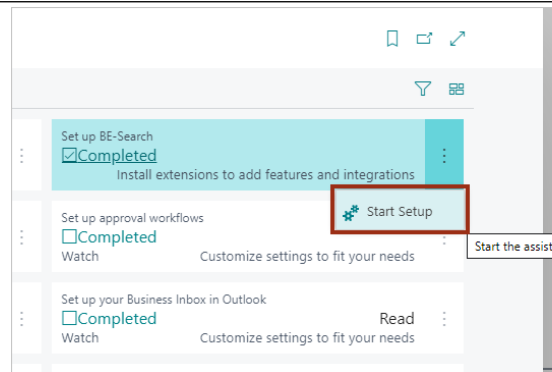 Set up BE-Search
Completed
Install extensions to add features and integrations
Start Setup
Start the assist
Set up approval workflows
Completed
Watch Customize settings to fit your needs
Set up your Business Inbox in Outlook
Completed Read
Watch Customize settings to fit your needs